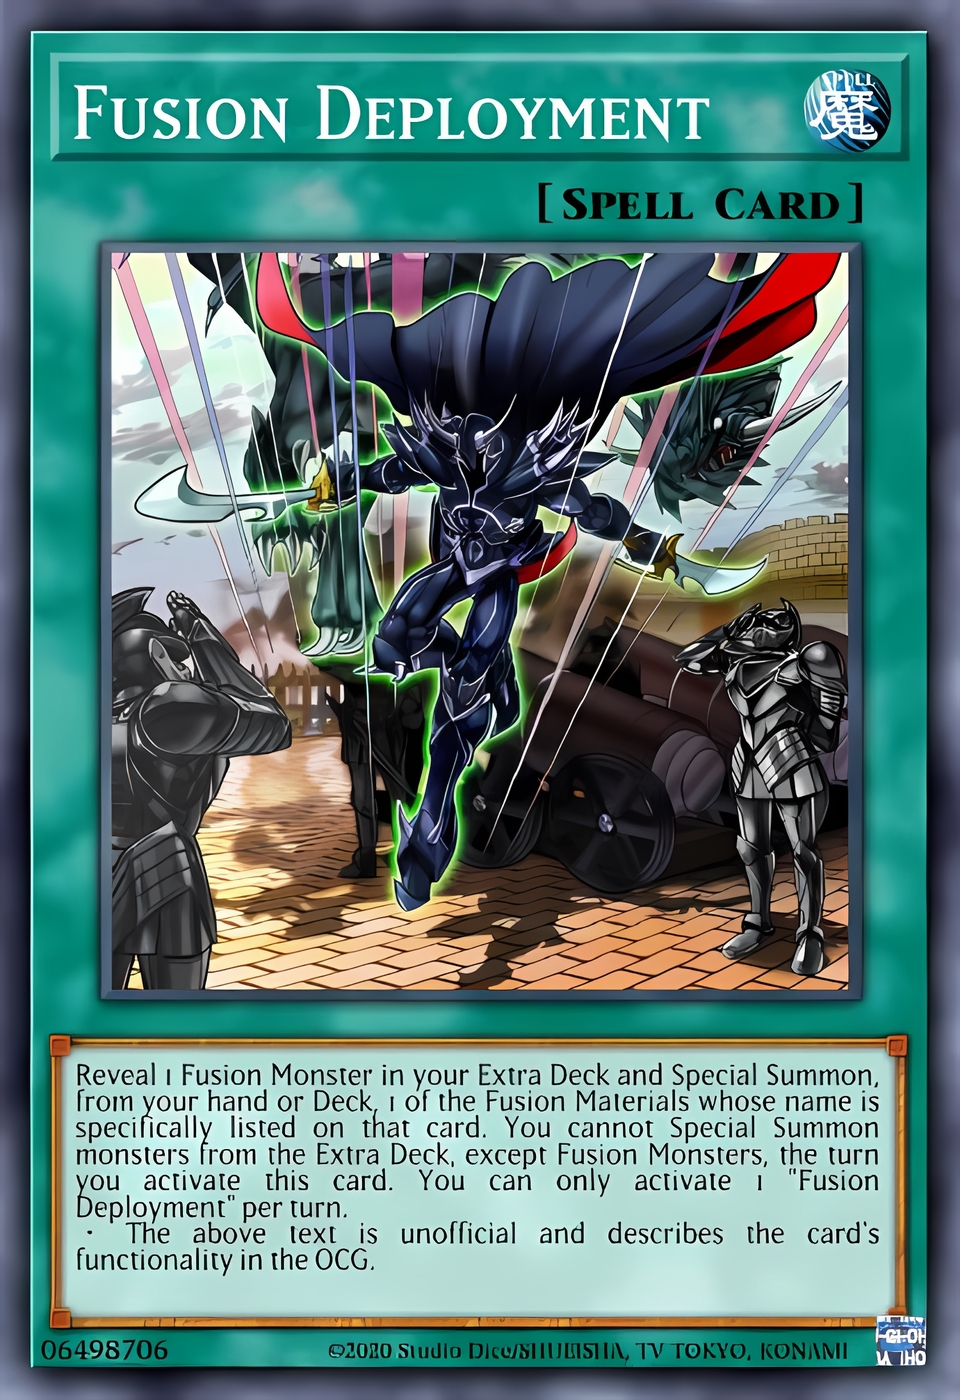 FUSION DEPLOYMENT
魔
[SPELL CARD]
Reveal 1 Fusion Monster in your Extra Deck and Special Summon,
from your hand or Deck, 1 of the Fusion Materials whose name is
specifically listed on that card. You cannot Special Summon
monsters from the Extra Deck, except Fusion Monsters, the turn
you activate this card. You can only activate 1 "Fusion
Deployment" per turn.
· The above text is unofficial and describes the card's
functionality in the OCG.
06498706
©2020 Studio Dice/SHUEISHA, TV TOKYO, KONAMI